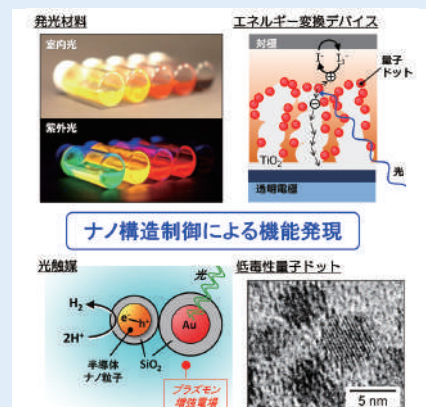 発光材料
室内光
紫外光
エネルギー変換デバイス
対極
I⁻
I₃⁻
⊕
量子
ドット
⊖
TiO₂
光
透明電極
ナノ構造制御による機能発現
光触媒
光
H₂
2H⁺
e⁻
h⁺
Au
半導体
ナノ粒子
SiO₂
プラズモン
増強電場
低毒性量子ドット
5 nm